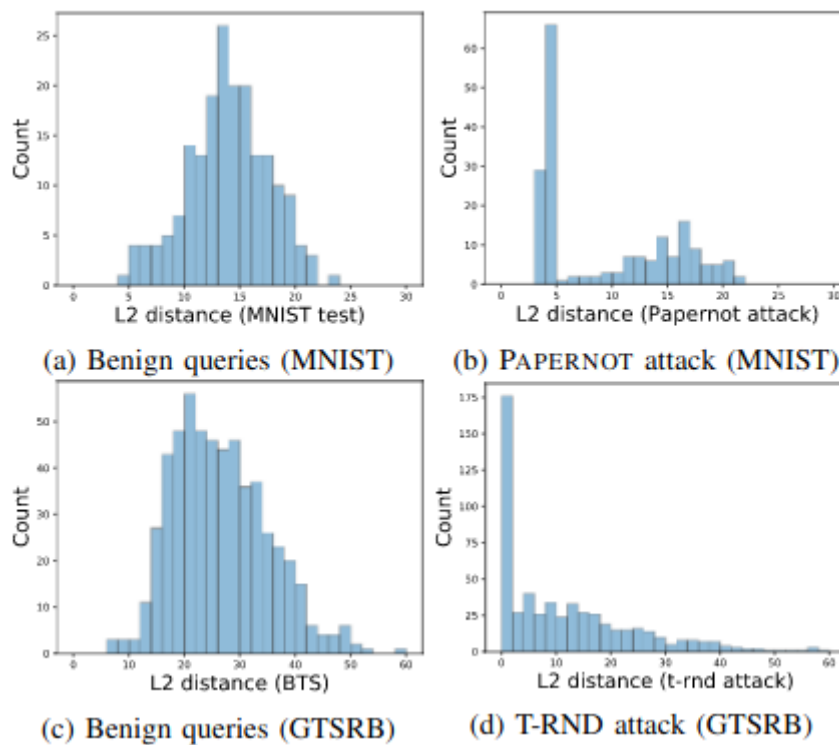 25
20
15
10
5
0
Count
0 5 10 15 20 25 30
L2 distance (MNIST test)
(a) Benign queries (MNIST)
60
50
40
30
20
10
0
Count
0 5 10 15 20 25 30
L2 distance (Papernot attack)
(b) PAPERNOT attack (MNIST)
50
40
30
20
10
0
Count
0 10 20 30 40 50 60
L2 distance (BTS)
(c) Benign queries (GTSRB)
175
150
125
100
75
50
25
0
Count
0 10 20 30 40 50 60
L2 distance (t-rnd attack)
(d) T-RND attack (GTSRB)